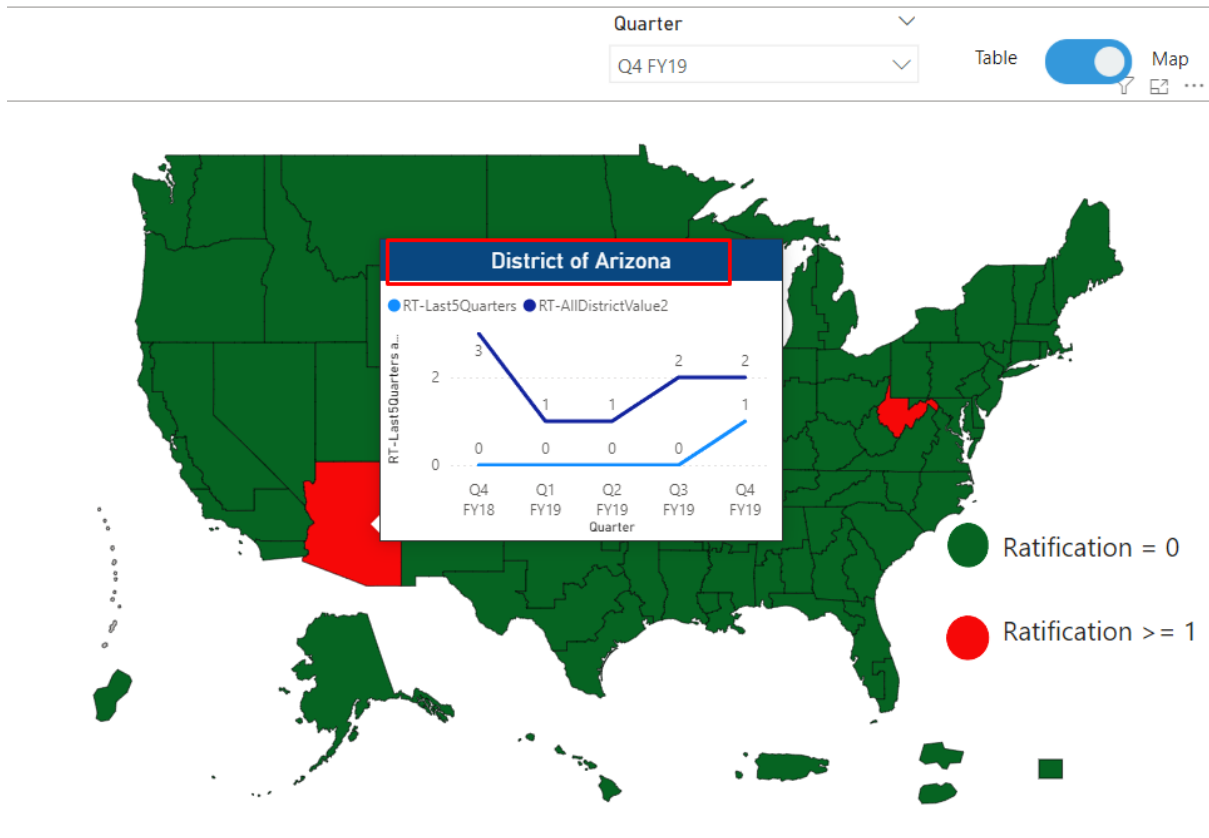 Quarter
Q4 FY19
Table
Map
District of Arizona
RT-Last5Quarters RT-AllDistrictValue2
RT-Last5Quarters a...
3
2
2
2
1
1
1
0
0
0
0
0
Q4 Q1 Q2 Q3 Q4
FY18 FY19 FY19 FY19 FY19
Quarter
Ratification = 0
Ratification >= 1